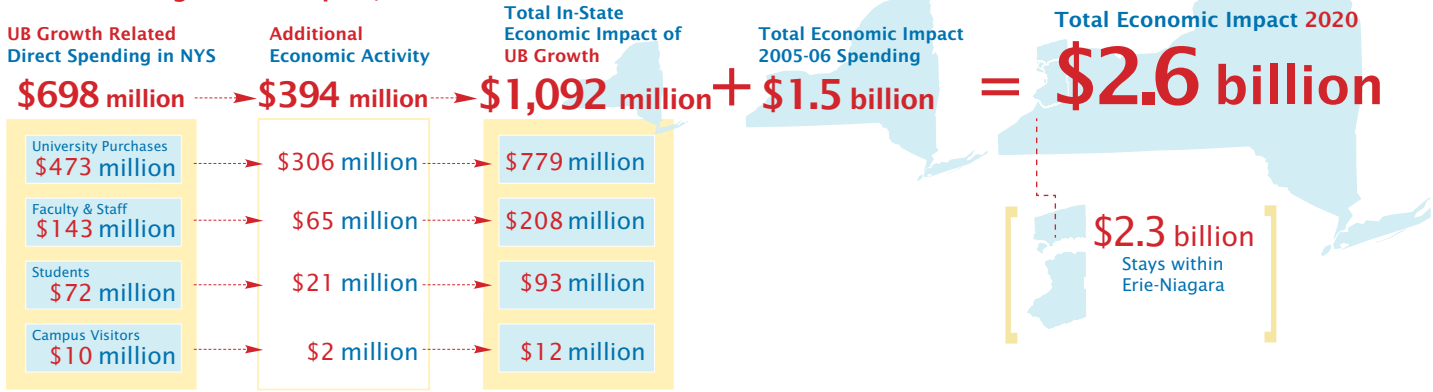 UB Growth Related
Direct Spending in NYS
$698 million
Additional
Economic Activity
$394 million
Total In-State
Economic Impact of
UB Growth
$1,092 million
+
Total Economic Impact
2005-06 Spending
$1.5 billion
=
Total Economic Impact 2020
$2.6 billion
University Purchases
$473 million
$306 million
$779 million
Faculty & Staff
$143 million
$65 million
$208 million
Students
$72 million
$21 million
$93 million
Campus Visitors
$10 million
$2 million
$12 million
$2.3 billion
Stays within
Erie-Niagara